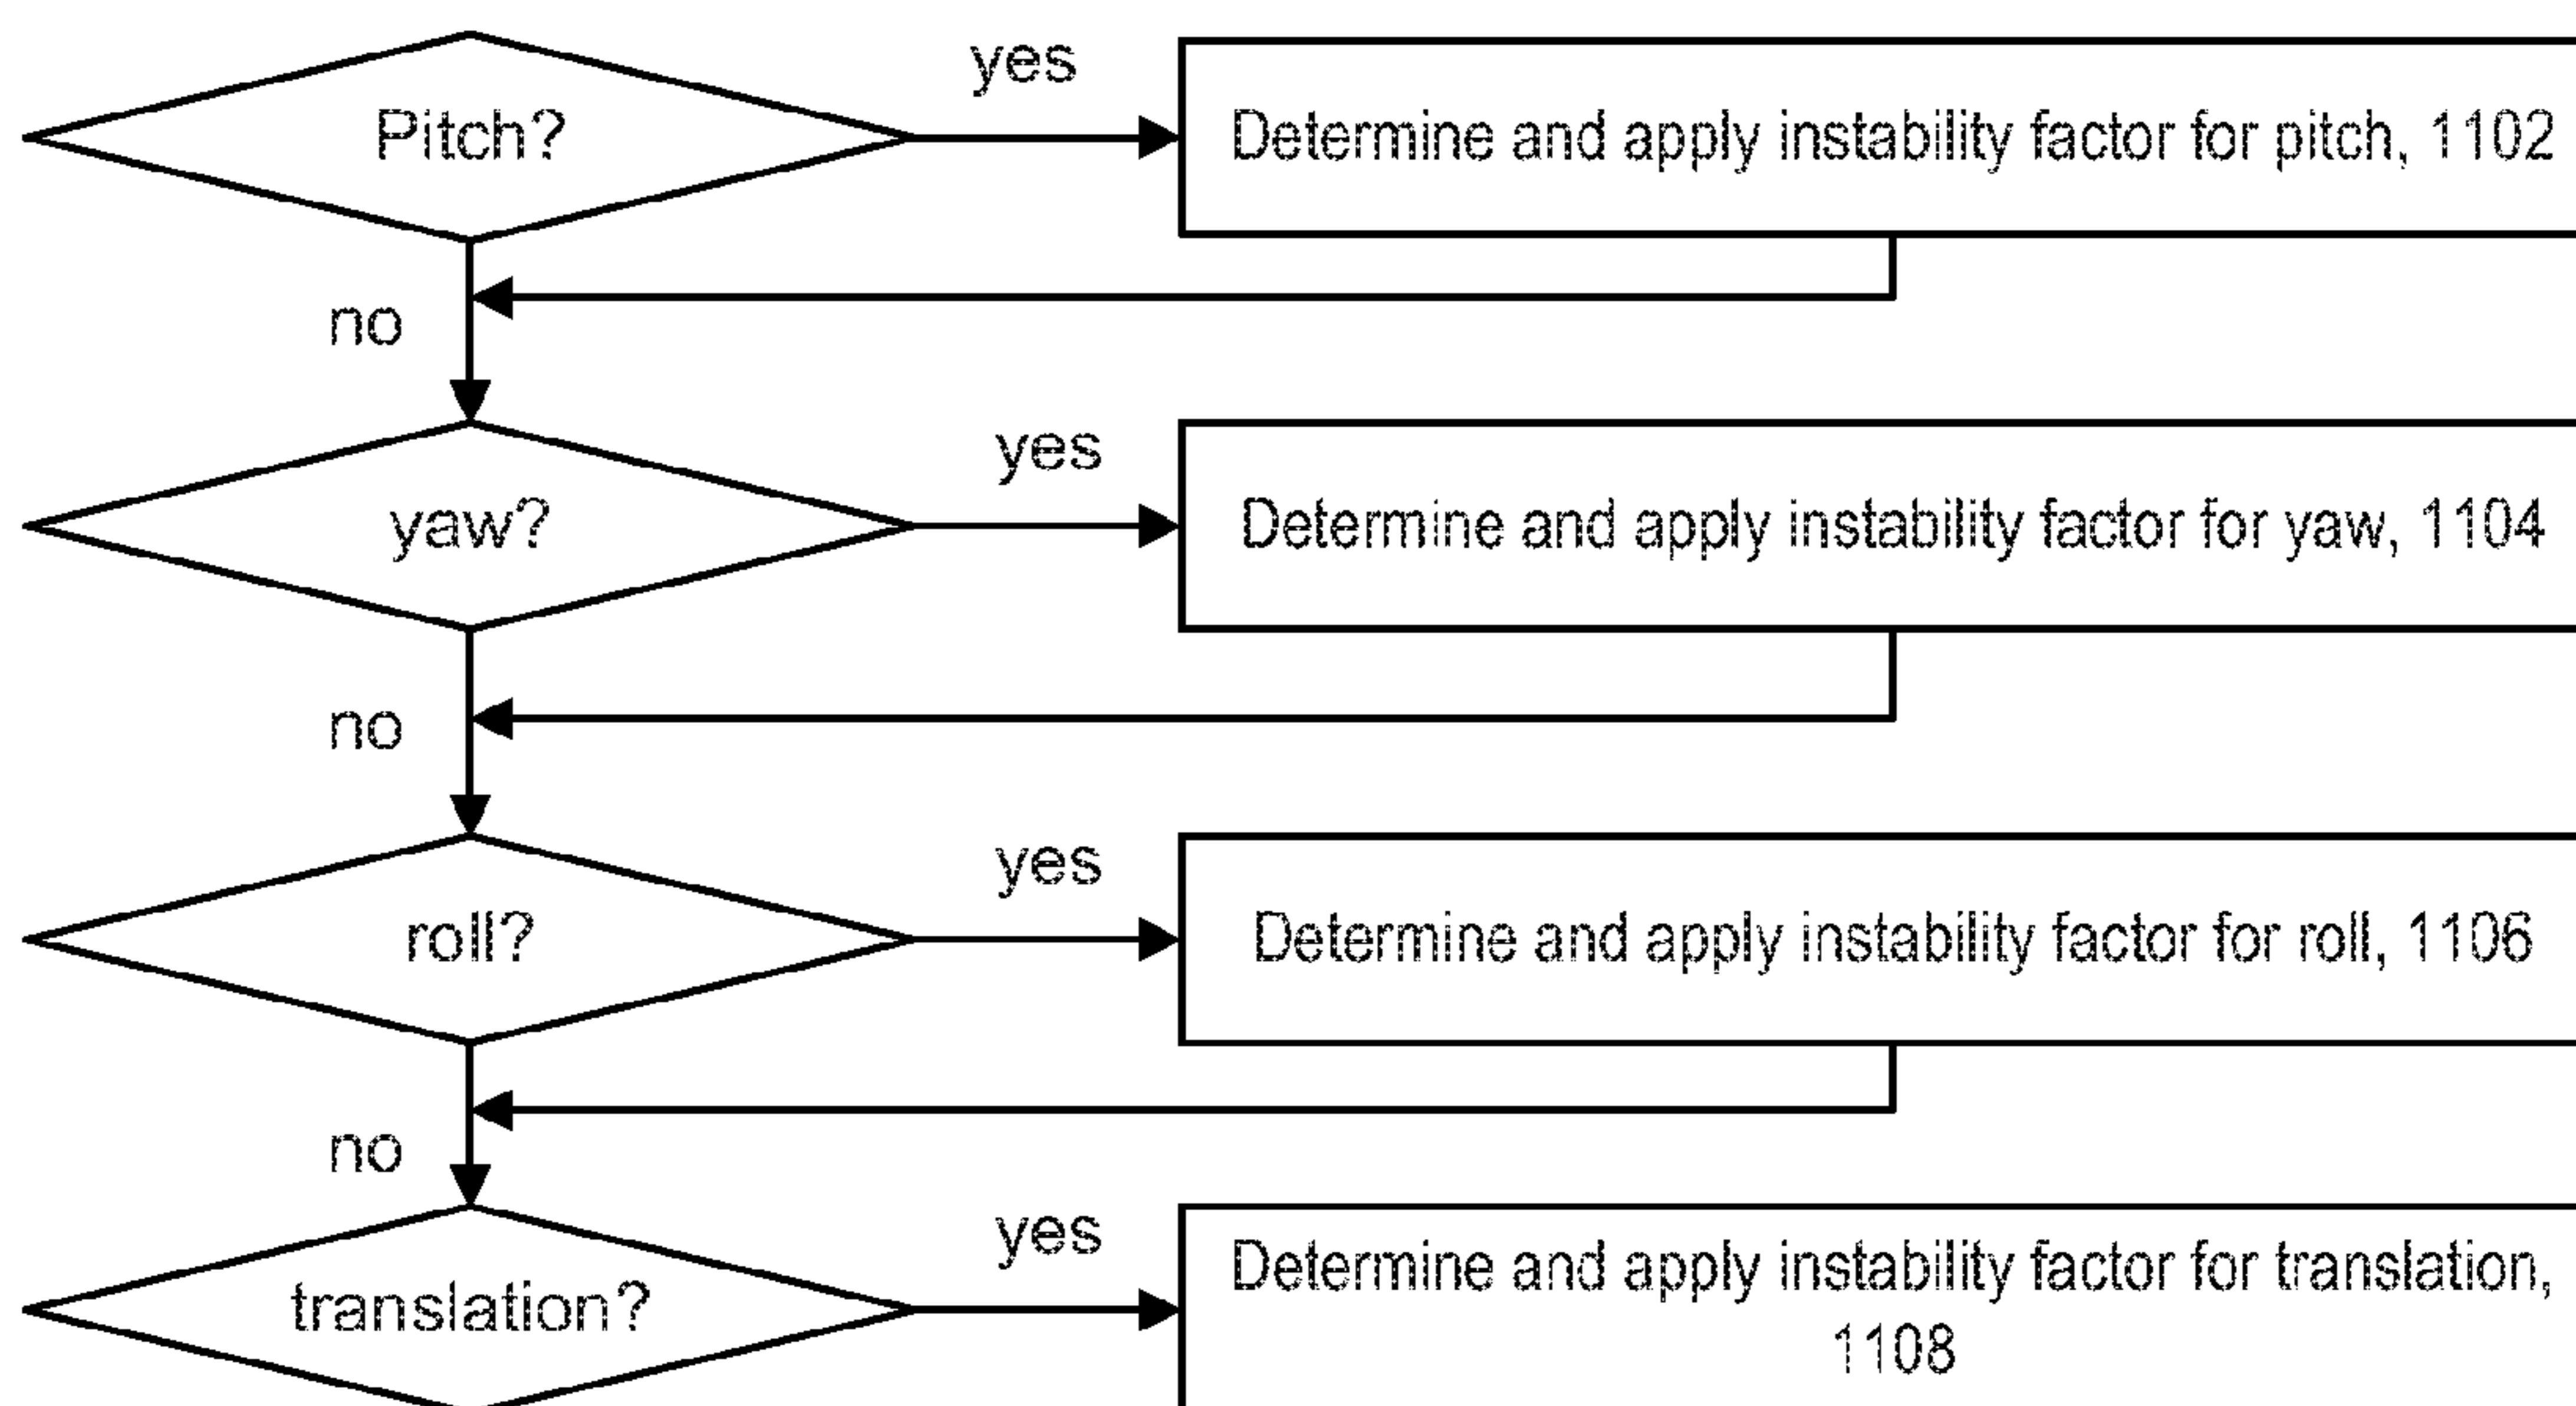 Pitch?
yes
Determine and apply instability factor for pitch, 1102
no
yaw?
yes
Determine and apply instability factor for yaw, 1104
no
roll?
yes
Determine and apply instability factor for roll, 1106
no
translation?
yes
Determine and apply instability factor for translation,
1108